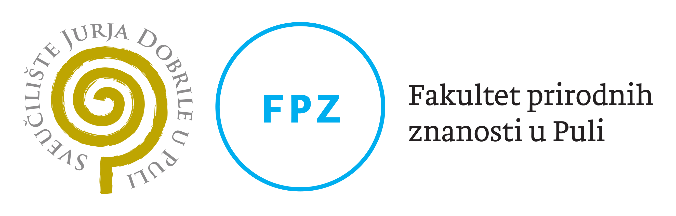 SVEUČILIŠTE JURJA DOBRILE U PULI
FPZ
Fakultet prirodnih
znanosti u Puli